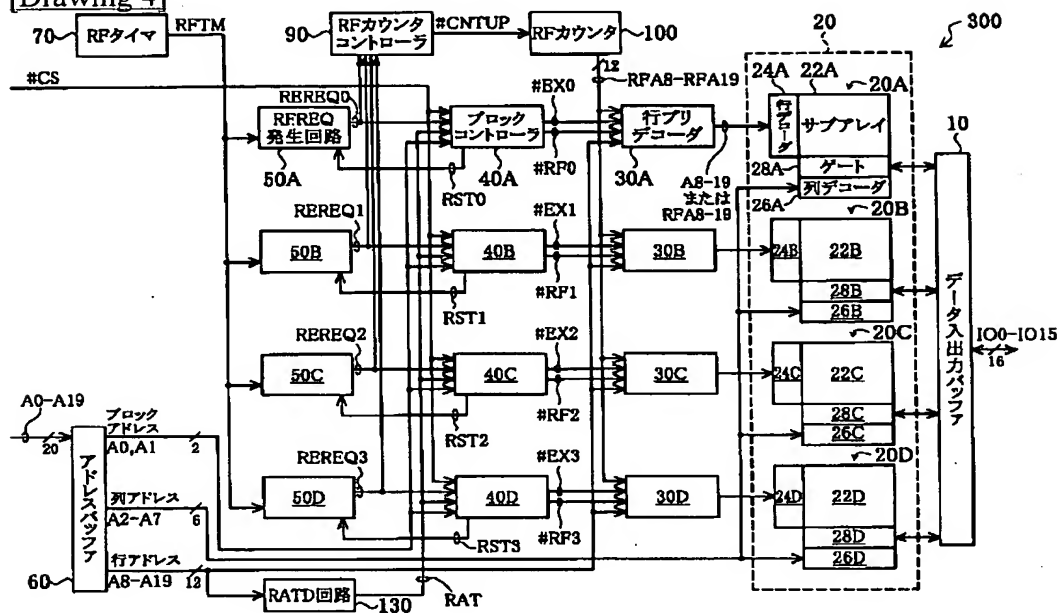 [Drawing 4]
70
RFタイマ
RFTM
90
RFカウンタ
コントローラ
#CNTUP
RFカウンタ
100
12
RFA8-RFA19
20
300
#CS
REREQ0
RFREQ
発生回路
50A
RST0
ブロック
コントローラ
40A
#EX0
#RF0
行プリ
デコーダ
30A
A8-19
または
RFA8-19
24A
22A
20A
行デコーダ
サブアレイ
28A
ゲート
26A
列デコーダ
10
データ入出力バッファ
IO0-IO15
16
REREQ1
50B
RST1
40B
#EX1
#RF1
30B
20B
24B
22B
28B
26B
REREQ2
50C
RST2
40C
#EX2
#RF2
30C
20C
24C
22C
28C
26C
REREQ3
50D
RST3
40D
#EX3
#RF3
30D
20D
24D
22D
28D
26D
A0-A19
20
アドレスバッファ
60
ブロック
アドレス
A0,A1
2
列アドレス
A2-A7
6
行アドレス
A8-A19
12
RATD回路
130
RAT